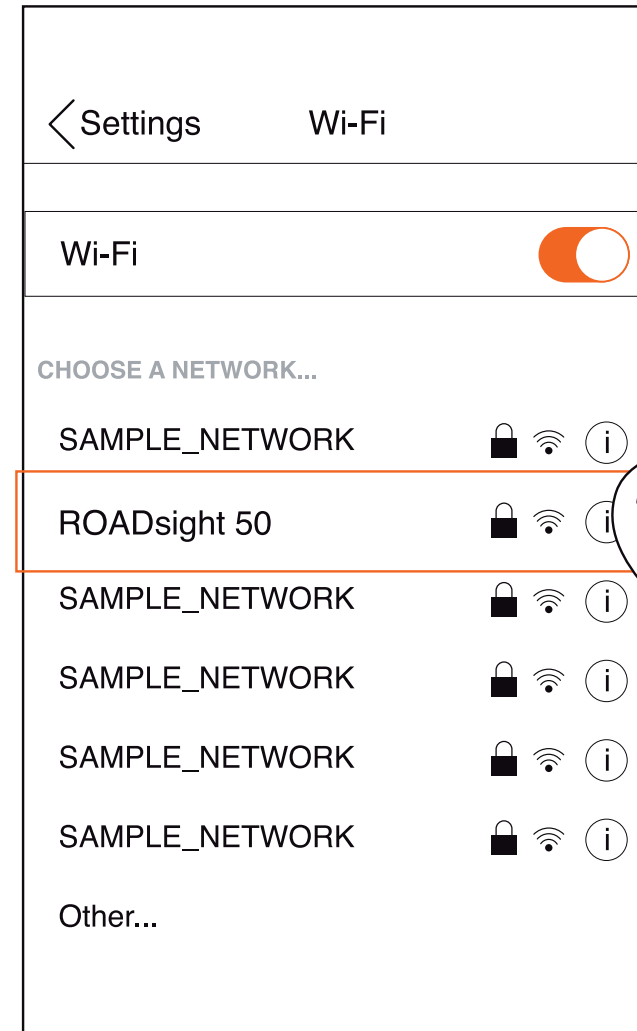 Settings Wi-Fi
Wi-Fi
CHOOSE A NETWORK...
SAMPLE_NETWORK i
ROADsight 50 i
SAMPLE_NETWORK i
SAMPLE_NETWORK i
SAMPLE_NETWORK i
SAMPLE_NETWORK i
Other...